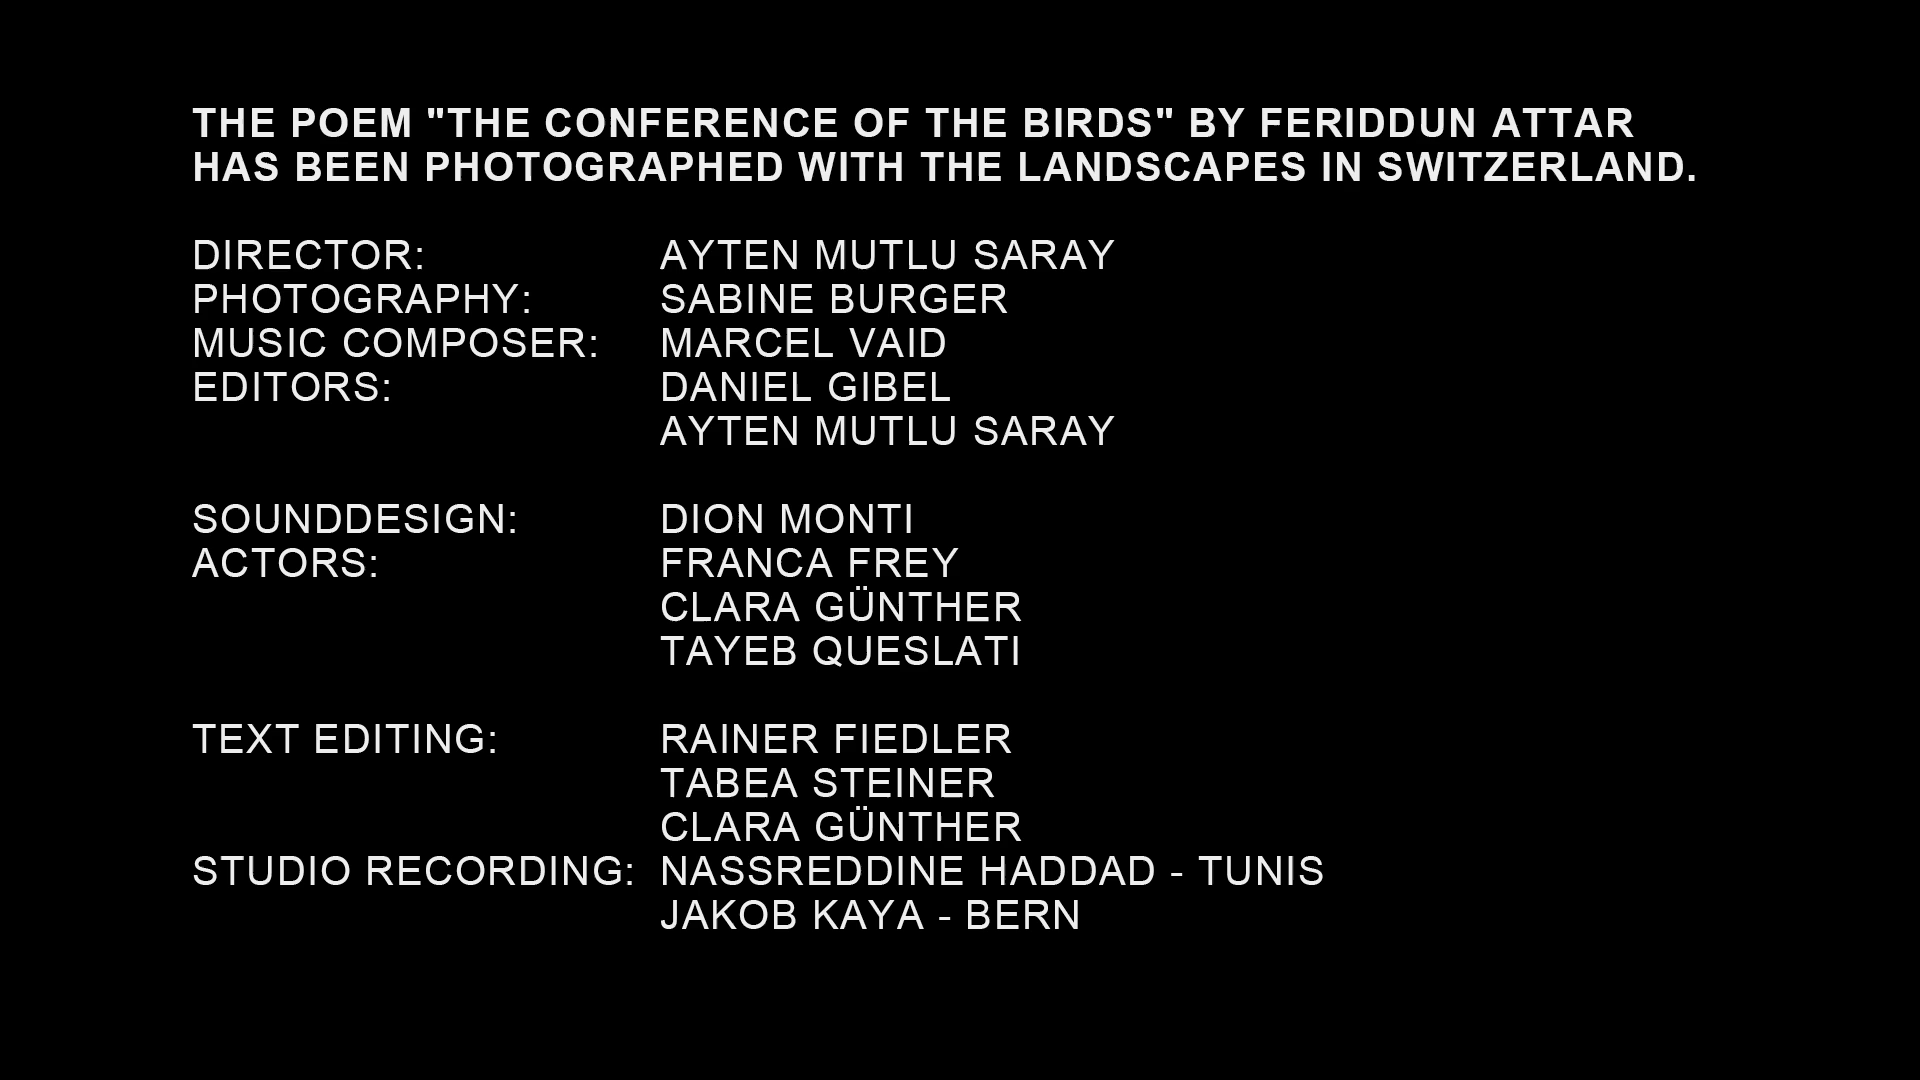 THE POEM "THE CONFERENCE OF THE BIRDS" BY FERIDDUN ATTAR
HAS BEEN PHOTOGRAPHED WITH THE LANDSCAPES IN SWITZERLAND.
DIRECTOR: AYTEN MUTLU SARAY
PHOTOGRAPHY: SABINE BURGER
MUSIC COMPOSER: MARCEL VAID
EDITORS: DANIEL GIBEL
AYTEN MUTLU SARAY
SOUNDDESIGN: DION MONTI
ACTORS: FRANCA FREY
CLARA GÜNTHER
TAYEB QUESLATI
TEXT EDITING: RAINER FIEDLER
TABEA STEINER
CLARA GÜNTHER
STUDIO RECORDING: NASSREDDINE HADDAD - TUNIS
JAKOB KAYA - BERN